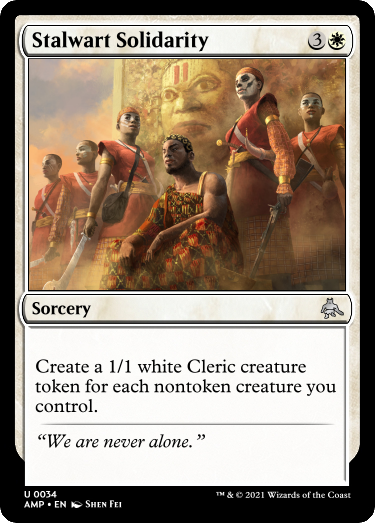 Stalwart Solidarity 3
Sorcery
Create a 1/1 white Cleric creature
token for each nontoken creature you
control.
“We are never alone.”
U 0034
AMP • EN SHEN FEI
™ & © 2021 Wizards of the Coast